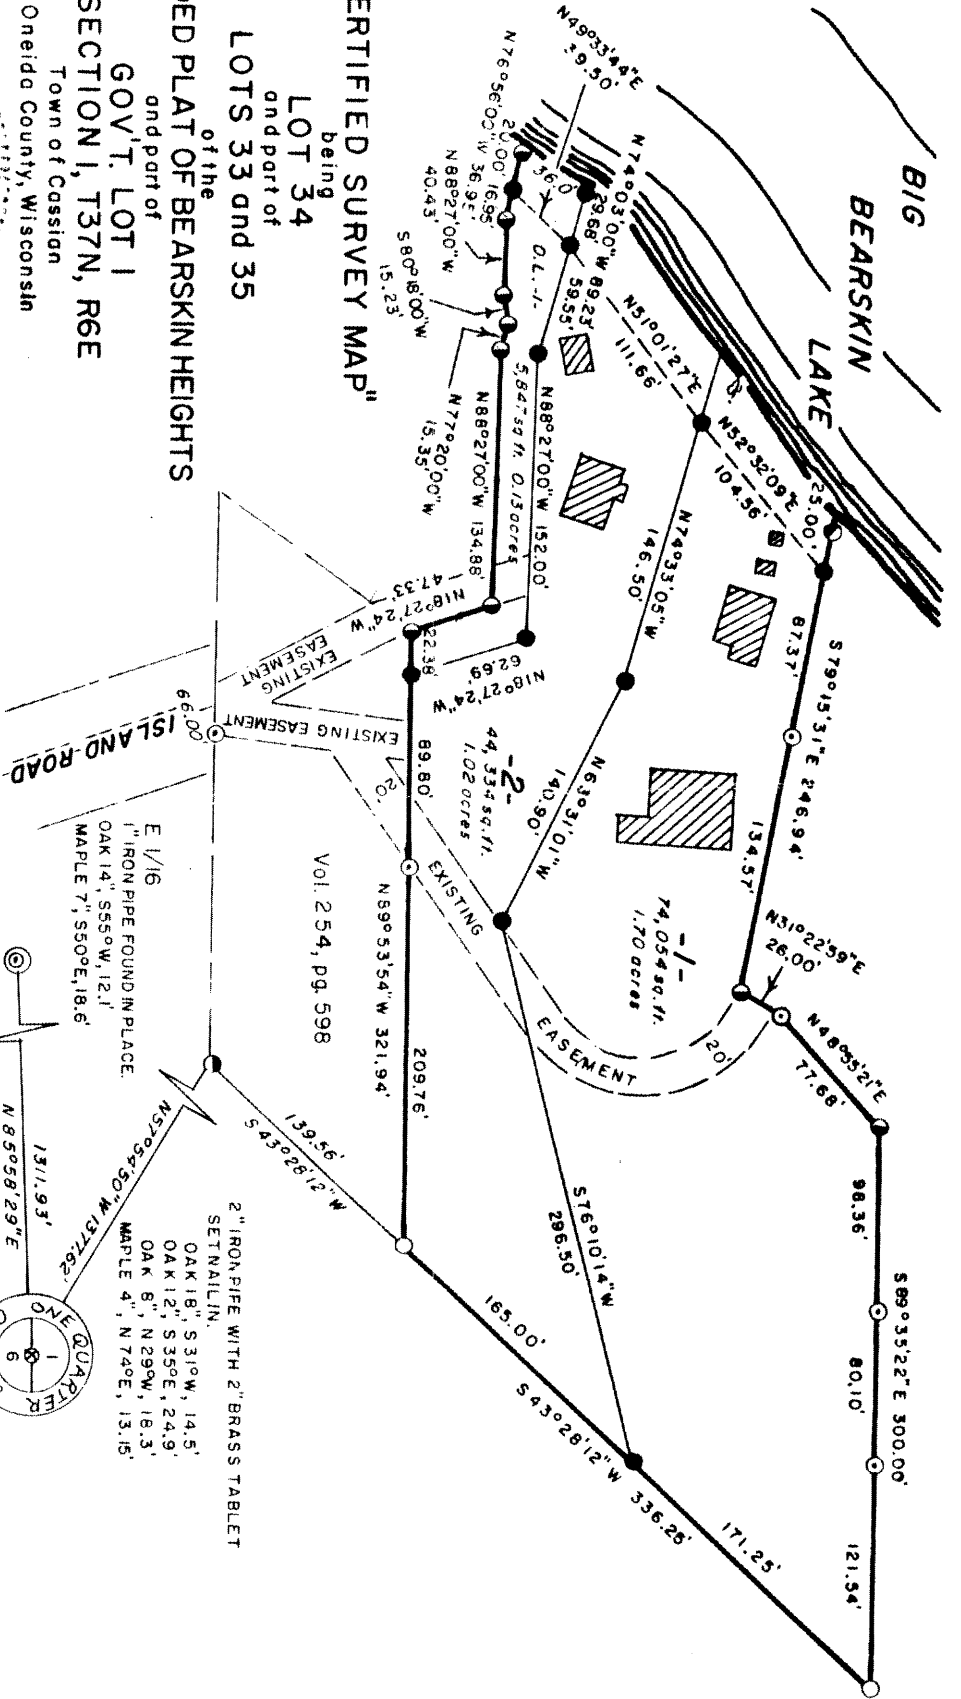 BIG
BEARSKIN
LAKE
N49°33'44"E
39.50'
N76°56'00"W 36.95'
20.00' 16.95'
N88°27'00"W
40.43'
S80°18'00"W
15.23'
N77°20'00"W
15.35'
36.0'
29.68'
N74°03'00"W 89.23'
59.55'
O.L.-1-
5,847 sq. ft. 0.13 acres
N88°27'00"W 152.00'
N88°27'00"W 134.88'
N51°01'27"E
111.66'
N52°32'09"E
104.56'
25.00'
N74°33'05"W
146.50'
N63°31'01"W
140.90'
87.37'
S79°15'31"E 246.94'
134.57'
N31°22'59"E
26.00'
N48°55'21"E
77.68'
98.36'
S89°35'22"E 300.00'
80.10'
121.54'
171.25'
S43°28'12"W 336.25'
165.00'
S76°10'14"W
296.50'
-1-
74,054 sq. ft.
1.70 acres
-2-
44,334 sq. ft.
1.02 acres
N18°27'24"W
62.69'
N18°27'24"W
47.33'
22.38'
89.80'
209.76'
N89°53'54"W 321.94'
EXISTING
EASEMENT
EXISTING EASEMENT
20'
EXISTING
EASEMENT
20'
ISLAND ROAD
66.00'
Vol. 254, pg. 598
139.56'
S43°28'12"W
ERTIFIED SURVEY MAP"
being
LOT 34
and part of
LOTS 33 and 35
of the
DED PLAT OF BEARSKIN HEIGHTS
and part of
GOV'T. LOT 1
SECTION 1, T37N, R6E
Town of Cassian
Oneida County, Wisconsin
E 1/16
1" IRON PIPE FOUND IN PLACE.
OAK 14", S55°W, 12.1'
MAPLE 7", S50°E, 18.6'
2" IRON PIPE WITH 2" BRASS TABLET
SET NAIL IN.
OAK 18", S31°W, 14.5'
OAK 12", S35°E, 24.9'
OAK 8", N29°W, 18.3'
MAPLE 4", N74°E, 13.15'
N57°54'50"W 1377.62'
1311.93'
N85°58'29"E
ONE QUARTER
1
6